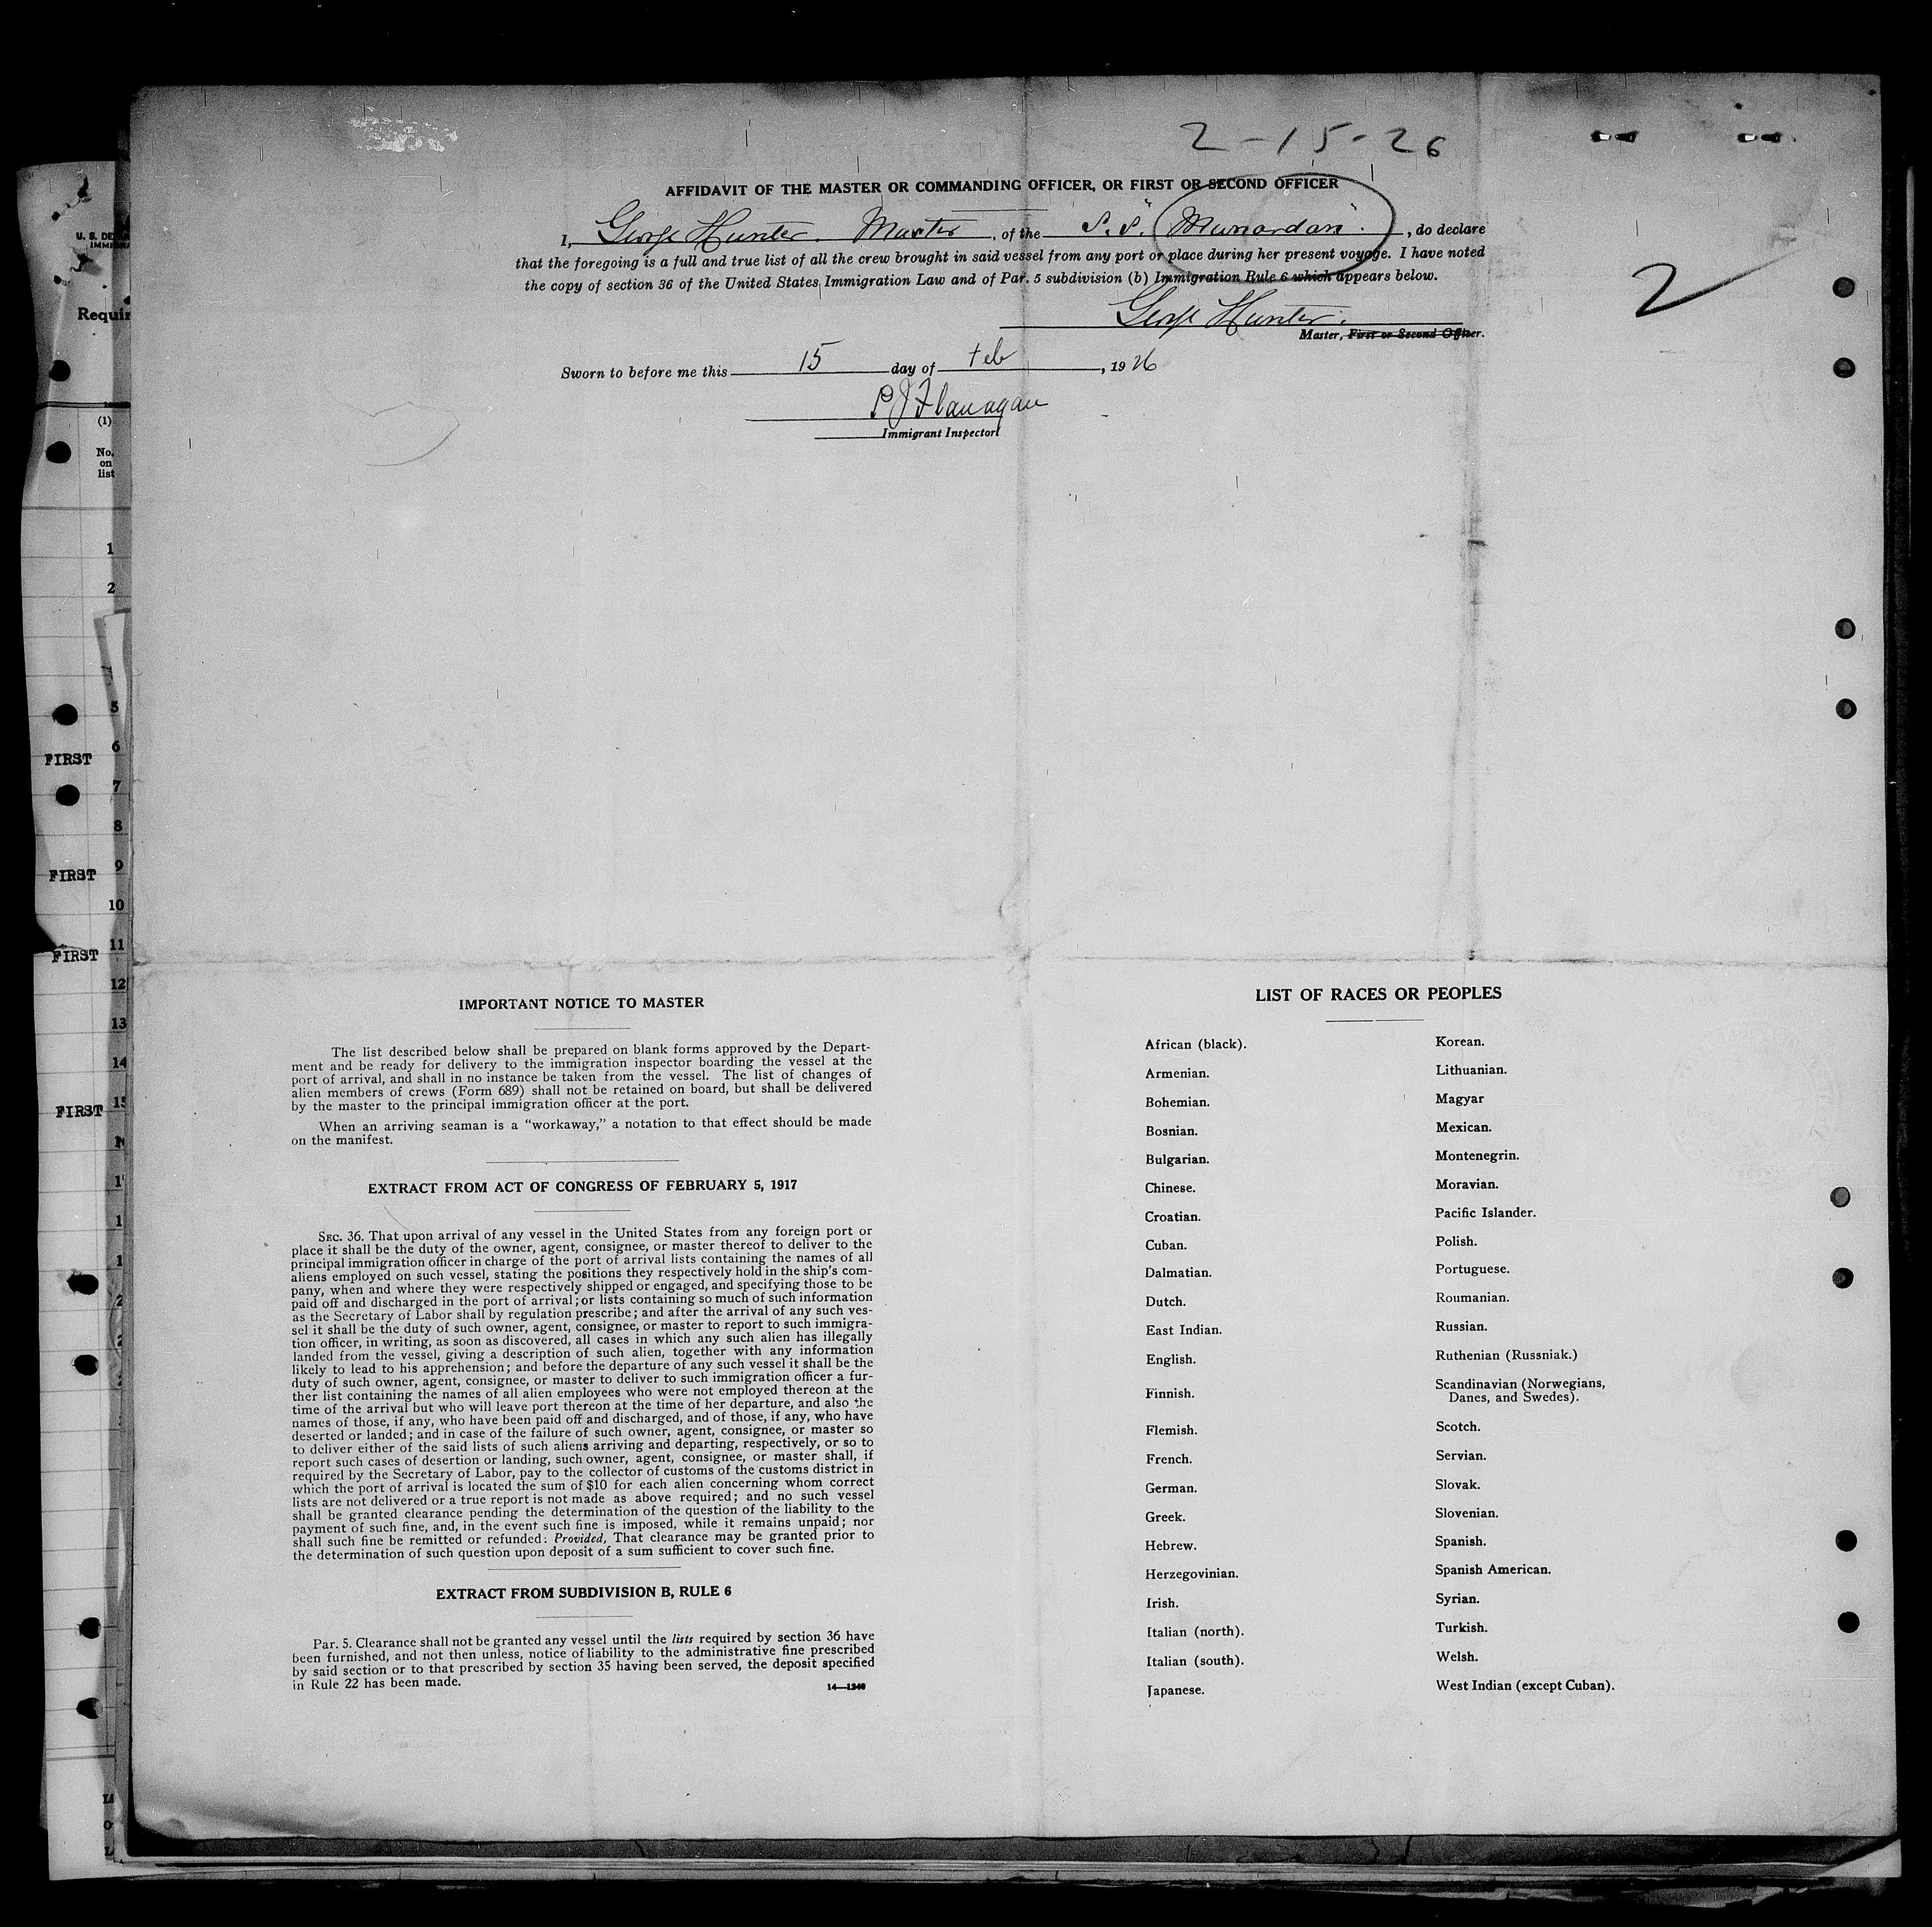 2-15-26
AFFIDAVIT OF THE MASTER OR COMMANDING OFFICER, OR FIRST OR SECOND OFFICER
I, George Hunter. Master, of the S.S. "Munardan", do declare
that the foregoing is a full and true list of all the crew brought in said vessel from any port or place during her present voyage. I have noted
the copy of section 36 of the United States Immigration Law and of Par. 5 subdivision (b) Immigration Rule 6 which appears below.
2
George Hunter.
Master, First or Second Officer.
Sworn to before me this 15 day of Feb, 1926
P J Flanagan
Immigrant Inspector
IMPORTANT NOTICE TO MASTER
The list described below shall be prepared on blank forms approved by the Depart-
ment and be ready for delivery to the immigration inspector boarding the vessel at the
port of arrival, and shall in no instance be taken from the vessel. The list of changes of
alien members of crews (Form 689) shall not be retained on board, but shall be delivered
by the master to the principal immigration officer at the port.
When an arriving seaman is a "workaway," a notation to that effect should be made
on the manifest.
EXTRACT FROM ACT OF CONGRESS OF FEBRUARY 5, 1917
SEC. 36. That upon arrival of any vessel in the United States from any foreign port or
place it shall be the duty of the owner, agent, consignee, or master thereof to deliver to the
principal immigration officer in charge of the port of arrival lists containing the names of all
aliens employed on such vessel, stating the positions they respectively hold in the ship's com-
pany, when and where they were respectively shipped or engaged, and specifying those to be
paid off and discharged in the port of arrival; or lists containing so much of such information
as the Secretary of Labor shall by regulation prescribe; and after the arrival of any such ves-
sel it shall be the duty of such owner, agent, consignee, or master to report to such immigra-
tion officer, in writing, as soon as discovered, all cases in which any such alien has illegally
landed from the vessel, giving a description of such alien, together with any information
likely to lead to his apprehension; and before the departure of any such vessel it shall be the
duty of such owner, agent, consignee, or master to deliver to such immigration officer a fur-
ther list containing the names of all alien employees who were not employed thereon at the
time of the arrival but who will leave port thereon at the time of her departure, and also the
names of those, if any, who have been paid off and discharged, and of those, if any, who have
deserted or landed; and in case of the failure of such owner, agent, consignee, or master so
to deliver either of the said lists of such aliens arriving and departing, respectively, or so to
report such cases of desertion or landing, such owner, agent, consignee, or master shall, if
required by the Secretary of Labor, pay to the collector of customs of the customs district in
which the port of arrival is located the sum of $10 for each alien concerning whom correct
lists are not delivered or a true report is not made as above required; and no such vessel
shall be granted clearance pending the determination of the question of the liability to the
payment of such fine, and, in the event such fine is imposed, while it remains unpaid; nor
shall such fine be remitted or refunded: Provided, That clearance may be granted prior to
the determination of such question upon deposit of a sum sufficient to cover such fine.
EXTRACT FROM SUBDIVISION B, RULE 6
Par. 5. Clearance shall not be granted any vessel until the lists required by section 36 have
been furnished, and not then unless, notice of liability to the administrative fine prescribed
by said section or to that prescribed by section 35 having been served, the deposit specified
in Rule 22 has been made.
14—1240
LIST OF RACES OR PEOPLES
African (black).
Armenian.
Bohemian.
Bosnian.
Bulgarian.
Chinese.
Croatian.
Cuban.
Dalmatian.
Dutch.
East Indian.
English.
Finnish.
Flemish.
French.
German.
Greek.
Hebrew.
Herzegovinian.
Irish.
Italian (north).
Italian (south).
Japanese.
Korean.
Lithuanian.
Magyar
Mexican.
Montenegrin.
Moravian.
Pacific Islander.
Polish.
Portuguese.
Roumanian.
Russian.
Ruthenian (Russniak.)
Scandinavian (Norwegians,
Danes, and Swedes).
Scotch.
Servian.
Slovak.
Slovenian.
Spanish.
Spanish American.
Syrian.
Turkish.
Welsh.
West Indian (except Cuban).
U. S.
(1)
No.
on
list
1
2
5
6
FIRST
7
8
9
FIRST
10
11
FIRST
12
13
14
FIRST